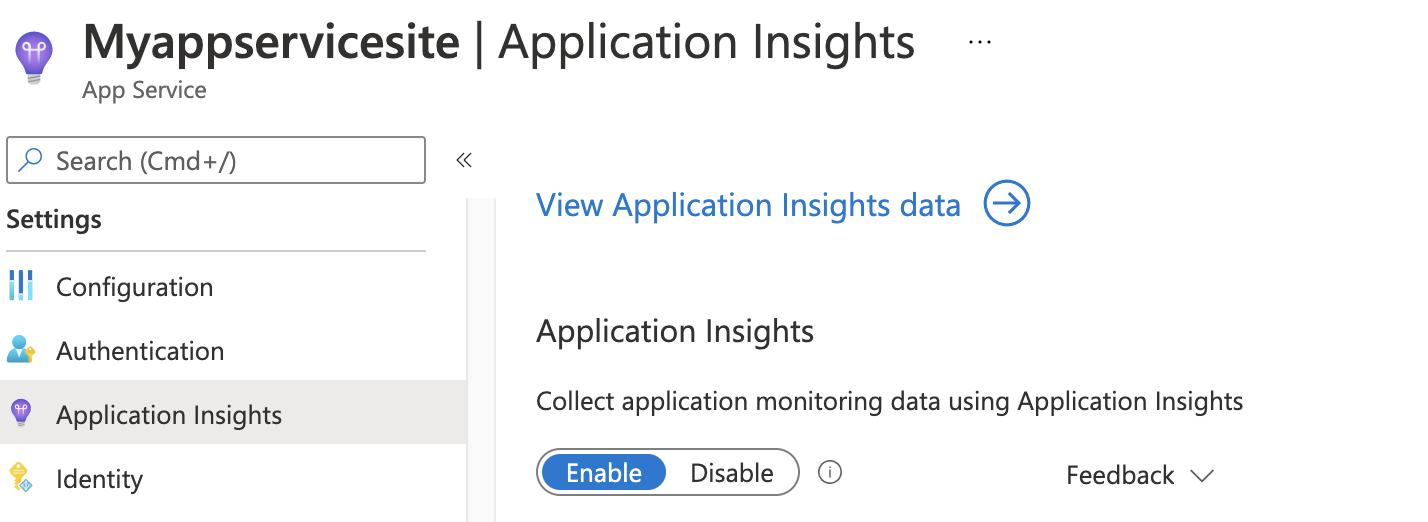 Myappservicesite | Application Insights ...
App Service
Search (Cmd+/)
«
Settings
Configuration
Authentication
Application Insights
Identity
View Application Insights data
Application Insights
Collect application monitoring data using Application Insights
Enable Disable
Feedback